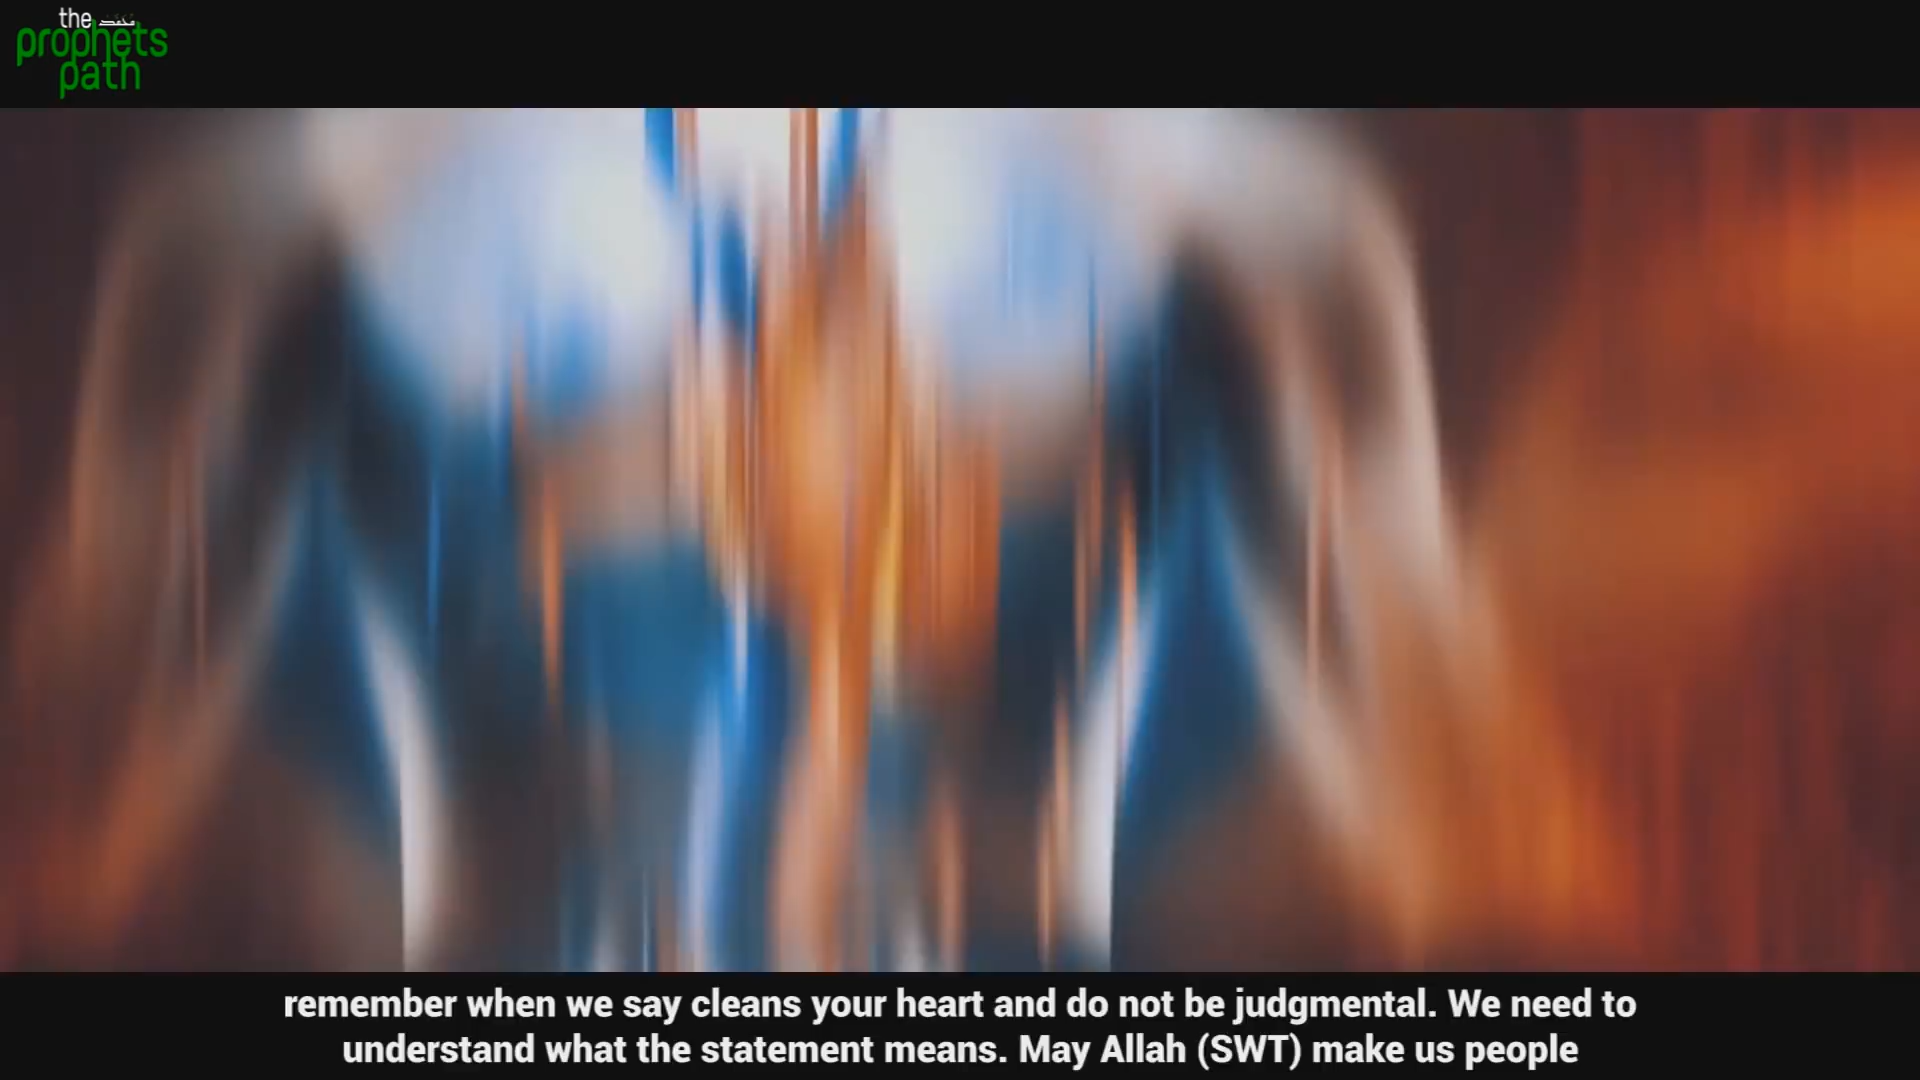 the
prophets
path
remember when we say cleans your heart and do not be judgmental. We need to
understand what the statement means. May Allah (SWT) make us people